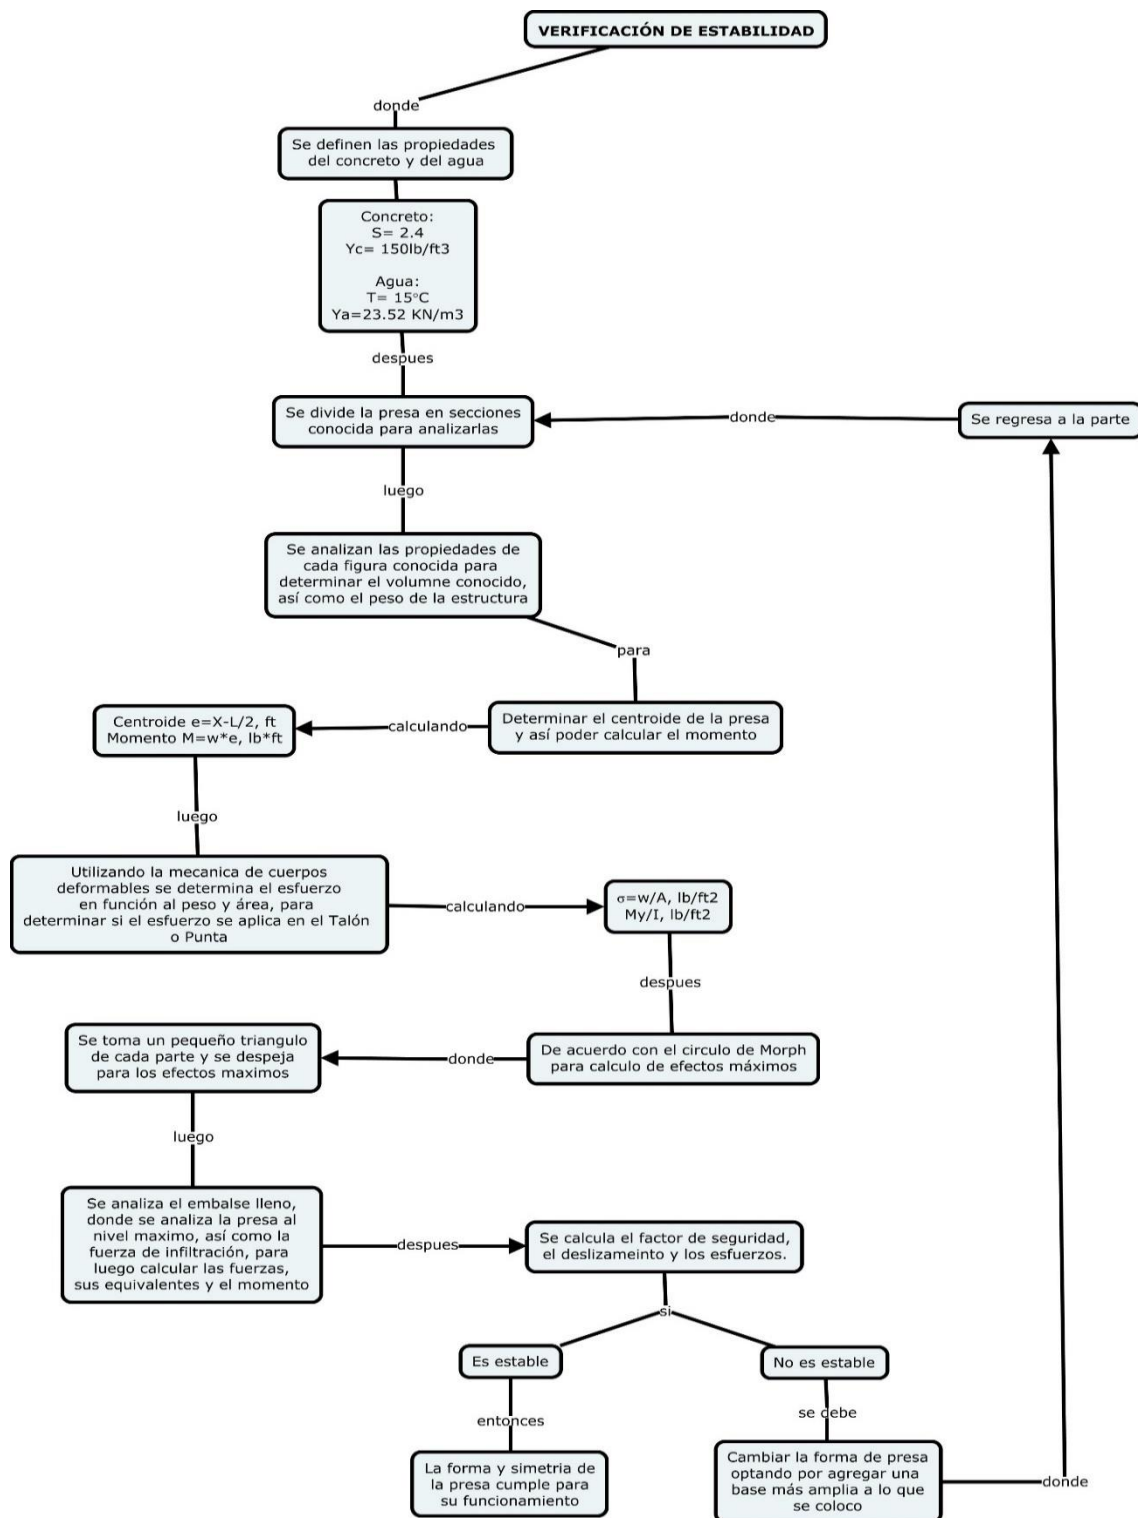 VERIFICACIÓN DE ESTABILIDAD
donde
Se definen las propiedades
del concreto y del agua
Concreto:
S= 2.4
Yc= 150lb/ft3
Agua:
T= 15°C
Ya=23.52 KN/m3
despues
Se divide la presa en secciones
conocida para analizarlas
donde
Se regresa a la parte
luego
Se analizan las propiedades de
cada figura conocida para
determinar el volumne conocido,
así como el peso de la estructura
para
Determinar el centroide de la presa
y así poder calcular el momento
calculando
Centroide e=X-L/2, ft
Momento M=w*e, lb*ft
luego
Utilizando la mecanica de cuerpos
deformables se determina el esfuerzo
en función al peso y área, para
determinar si el esfuerzo se aplica en el Talón
o Punta
calculando
σ=w/A, lb/ft2
My/I, lb/ft2
despues
De acuerdo con el circulo de Morph
para calculo de efectos máximos
donde
Se toma un pequeño triangulo
de cada parte y se despeja
para los efectos maximos
luego
Se analiza el embalse lleno,
donde se analiza la presa al
nivel maximo, así como la
fuerza de infiltración, para
luego calcular las fuerzas,
sus equivalentes y el momento
despues
Se calcula el factor de seguridad,
el deslizameinto y los esfuerzos.
si
Es estable
No es estable
entonces
se debe
La forma y simetria de
la presa cumple para
su funcionamiento
Cambiar la forma de presa
optando por agregar una
base más amplia a lo que
se coloco
donde